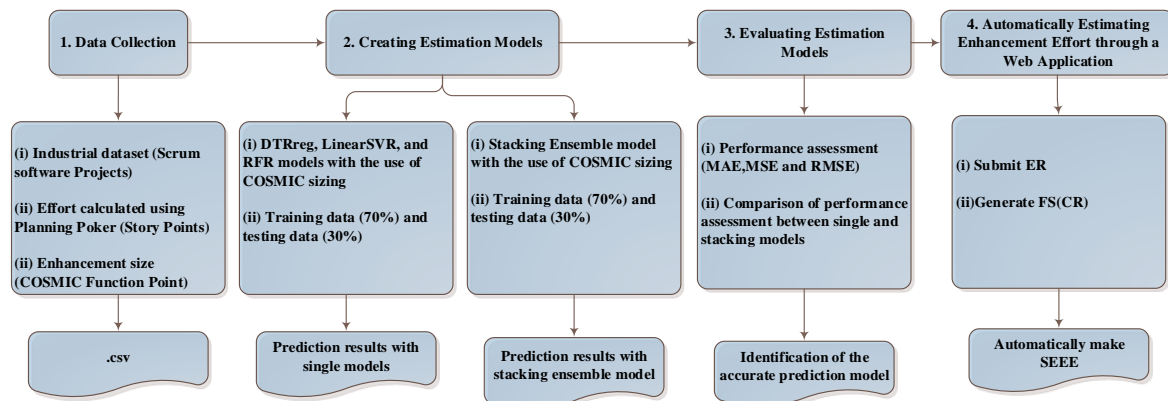 1. Data Collection
2. Creating Estimation Models
3. Evaluating Estimation
Models
4. Automatically Estimating
Enhancement Effort through a
Web Application
(i) Industrial dataset (Scrum
software Projects)
(ii) Effort calculated using
Planning Poker (Story Points)
(ii) Enhancement size
(COSMIC Function Point)
(i) DTRreg, LinearSVR, and
RFR models with the use of
COSMIC sizing
(ii) Training data (70%) and
testing data (30%)
(i) Stacking Ensemble model
with the use of COSMIC sizing
(ii) Training data (70%) and
testing data (30%)
(i) Performance assessment
(MAE,MSE and RMSE)
(ii) Comparison of performance
assessment between single and
stacking models
(i) Submit ER
(ii)Generate FS(CR)
.csv
Prediction results with
single models
Prediction results with
stacking ensemble model
Identification of the
accurate prediction model
Automatically make
SEEE